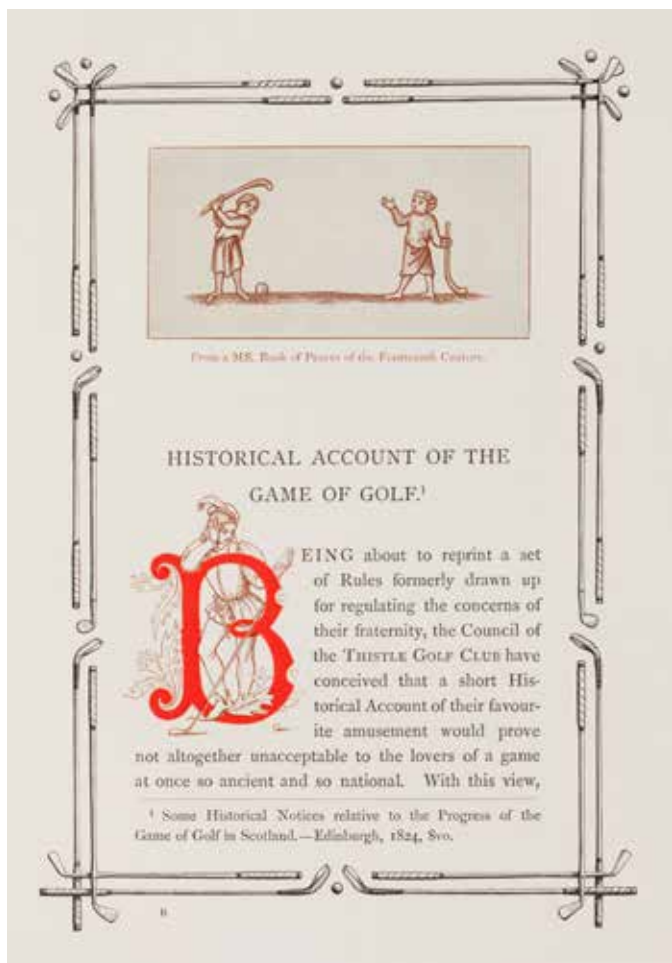 From a MS. Book of Prayer of the Fourteenth Century.
HISTORICAL ACCOUNT OF THE
GAME OF GOLF.¹
BEING about to reprint a set
of Rules formerly drawn up
for regulating the concerns of
their fraternity, the Council of
the THISTLE GOLF CLUB have
conceived that a short His-
torical Account of their favour-
ite amusement would prove
not altogether unacceptable to the lovers of a game
at once so ancient and so national. With this view,
¹ Some Historical Notices relative to the Progress of the
Game of Golf in Scotland.—Edinburgh, 1824, 8vo.
B